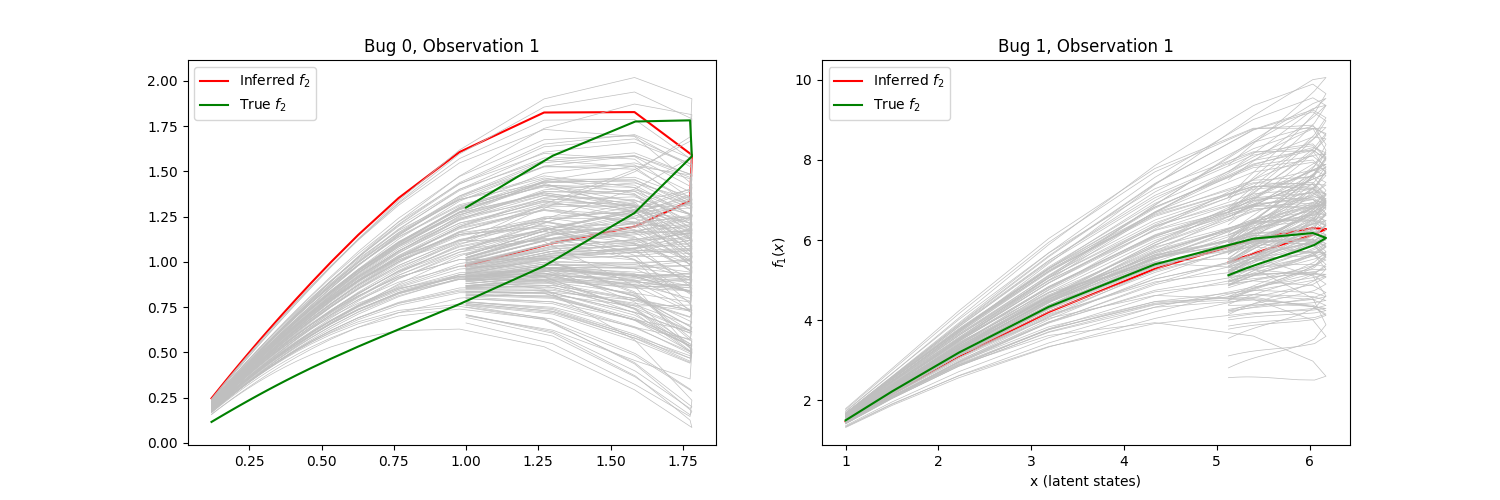 Bug 0, Observation 1
Inferred f₂
True f₂
2.00
1.75
1.50
1.25
1.00
0.75
0.50
0.25
0.00
0.25 0.50 0.75 1.00 1.25 1.50 1.75
Bug 1, Observation 1
Inferred f₂
True f₂
f₁(x)
10
8
6
4
2
1 2 3 4 5 6
x (latent states)